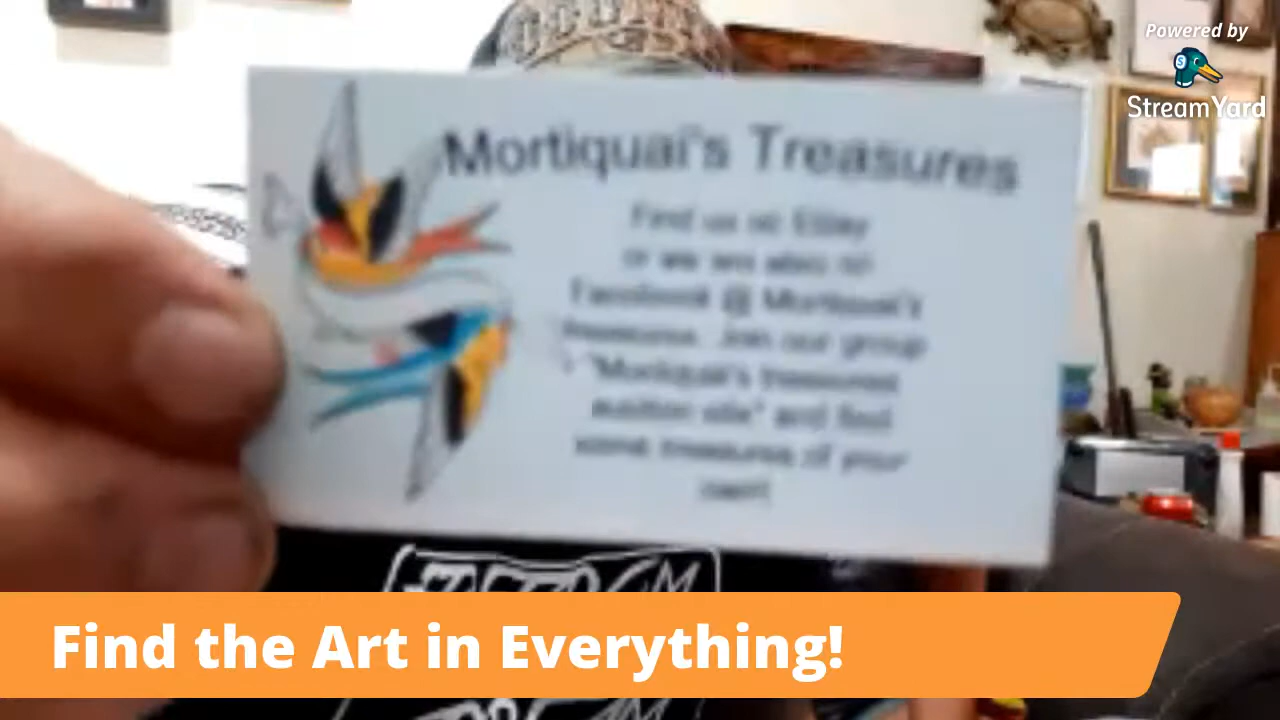 Powered by
StreamYard
Mortiquai's Treasures
Find us on EBay
or we are also on
Facebook @ Mortiquai's
treasures. Join our group
"Mortiquai's treasures
auction site" and find
some treasures of your
own!
Find the Art in Everything!